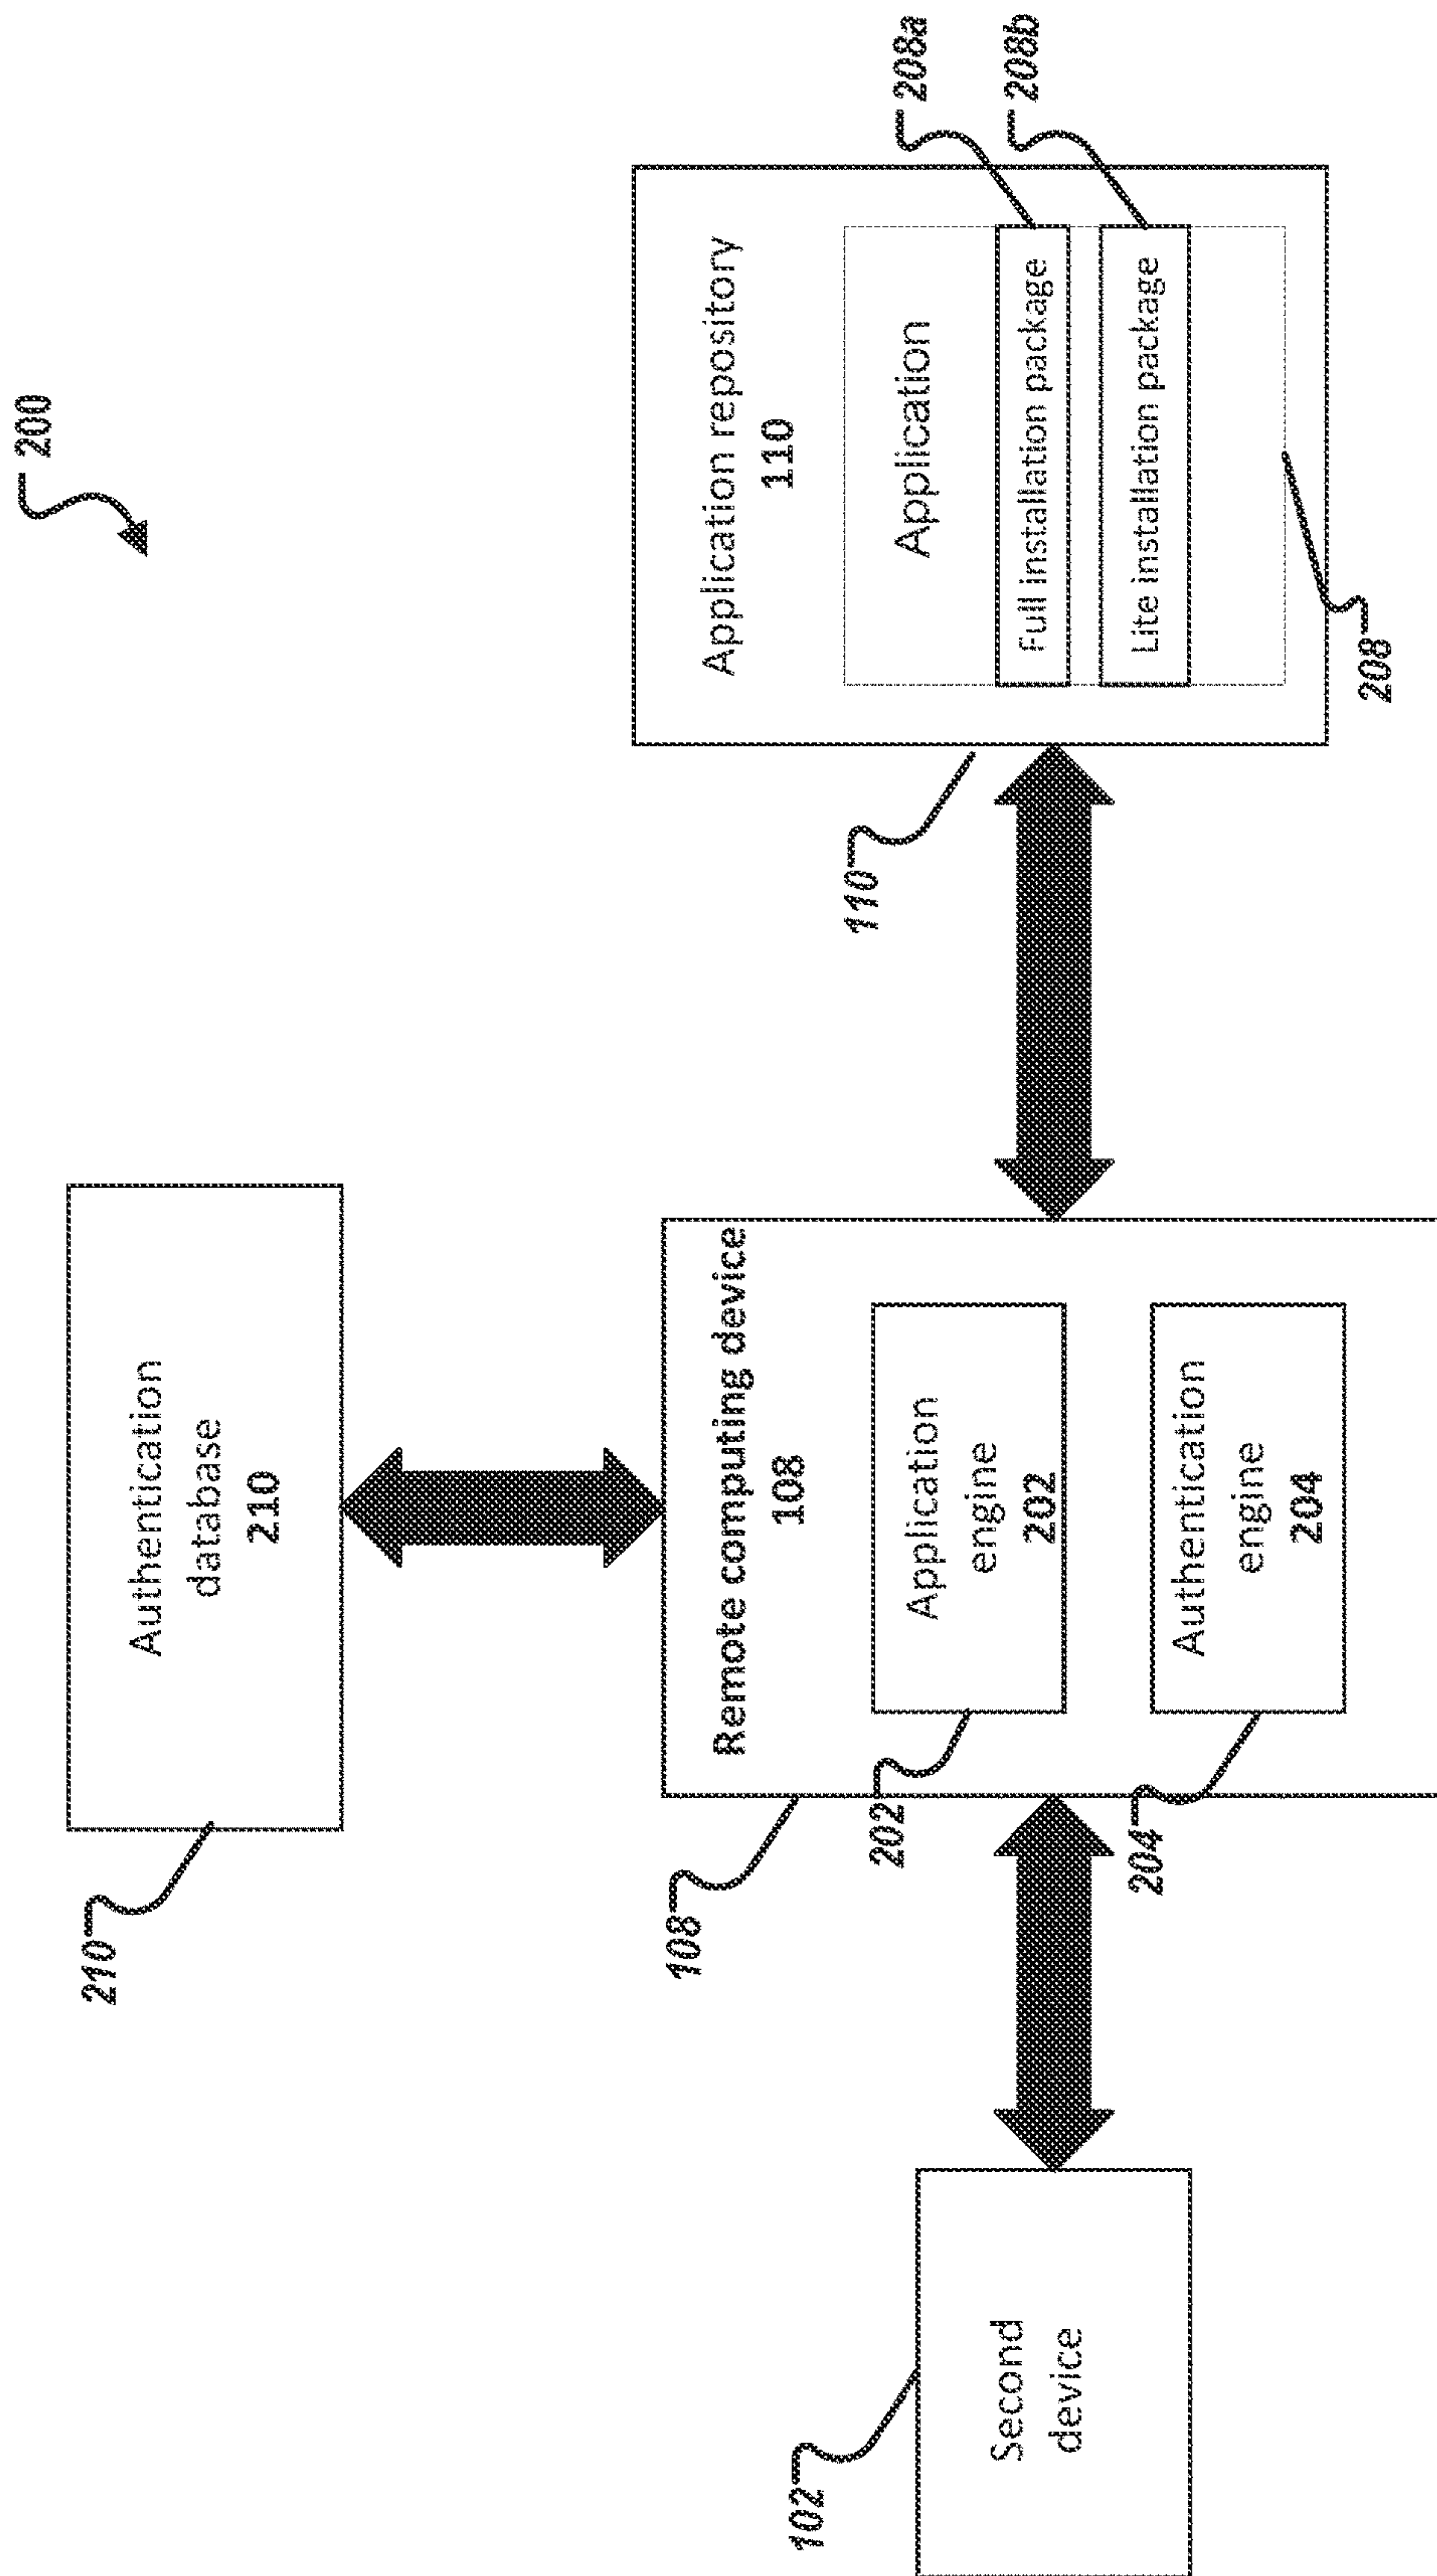 200
210
Authentication
database
210
Application repository
110
Application
Full installation package
Lite installation package
208a
208b
208
110
108
Remote computing device
108
Application
engine
202
202
Authentication
engine
204
204
102
Second
device